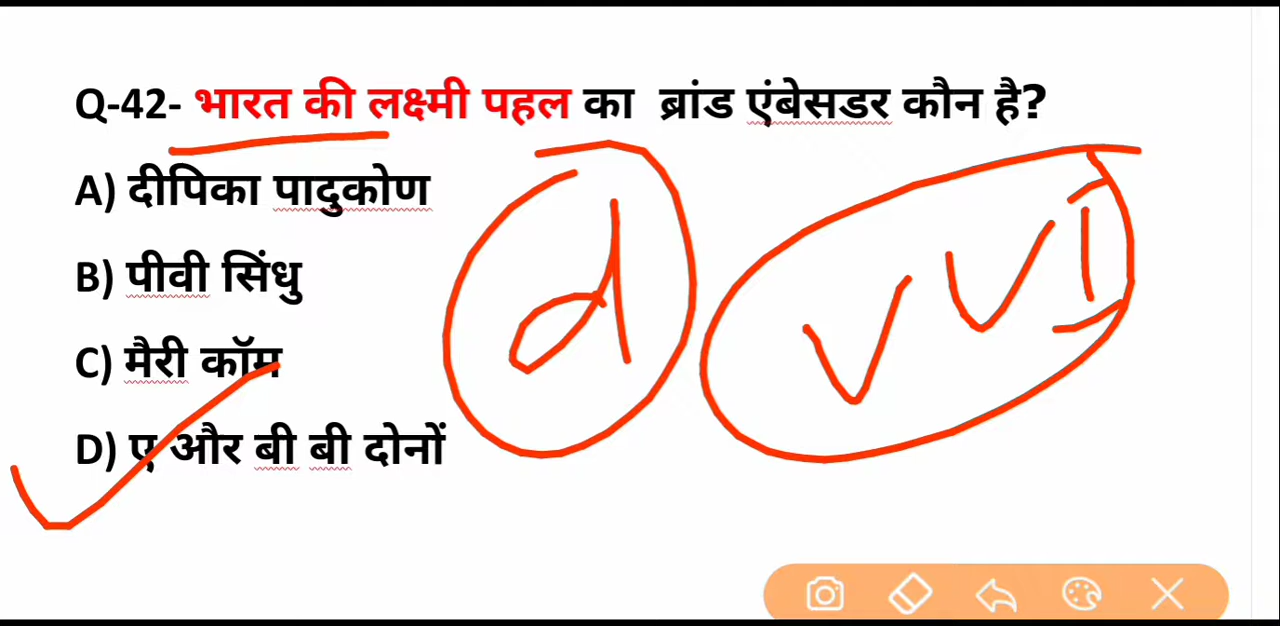 Q-42- भारत की लक्ष्मी पहल का ब्रांड एंबेसडर कौन है?
A) दीपिका पादुकोण
B) पीवी सिंधु
C) मैरी कॉम
D) ए और बी बी दोनों
d
VVI